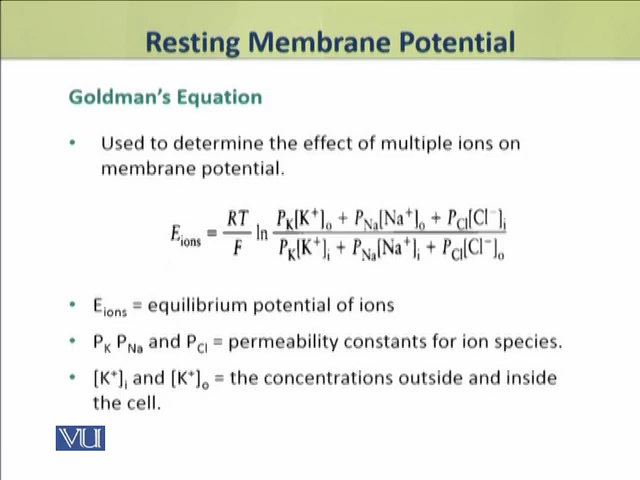 Resting Membrane Potential
Goldman's Equation
• Used to determine the effect of multiple ions on
membrane potential.
E_ions = RT/F ln (P_K[K⁺]_o + P_Na[Na⁺]_o + P_Cl[Cl⁻]_i) / (P_K[K⁺]_i + P_Na[Na⁺]_i + P_Cl[Cl⁻]_o)
• E_ions = equilibrium potential of ions
• P_K P_Na and P_Cl = permeability constants for ion species.
• [K⁺]_i and [K⁺]_o = the concentrations outside and inside
the cell.
VU